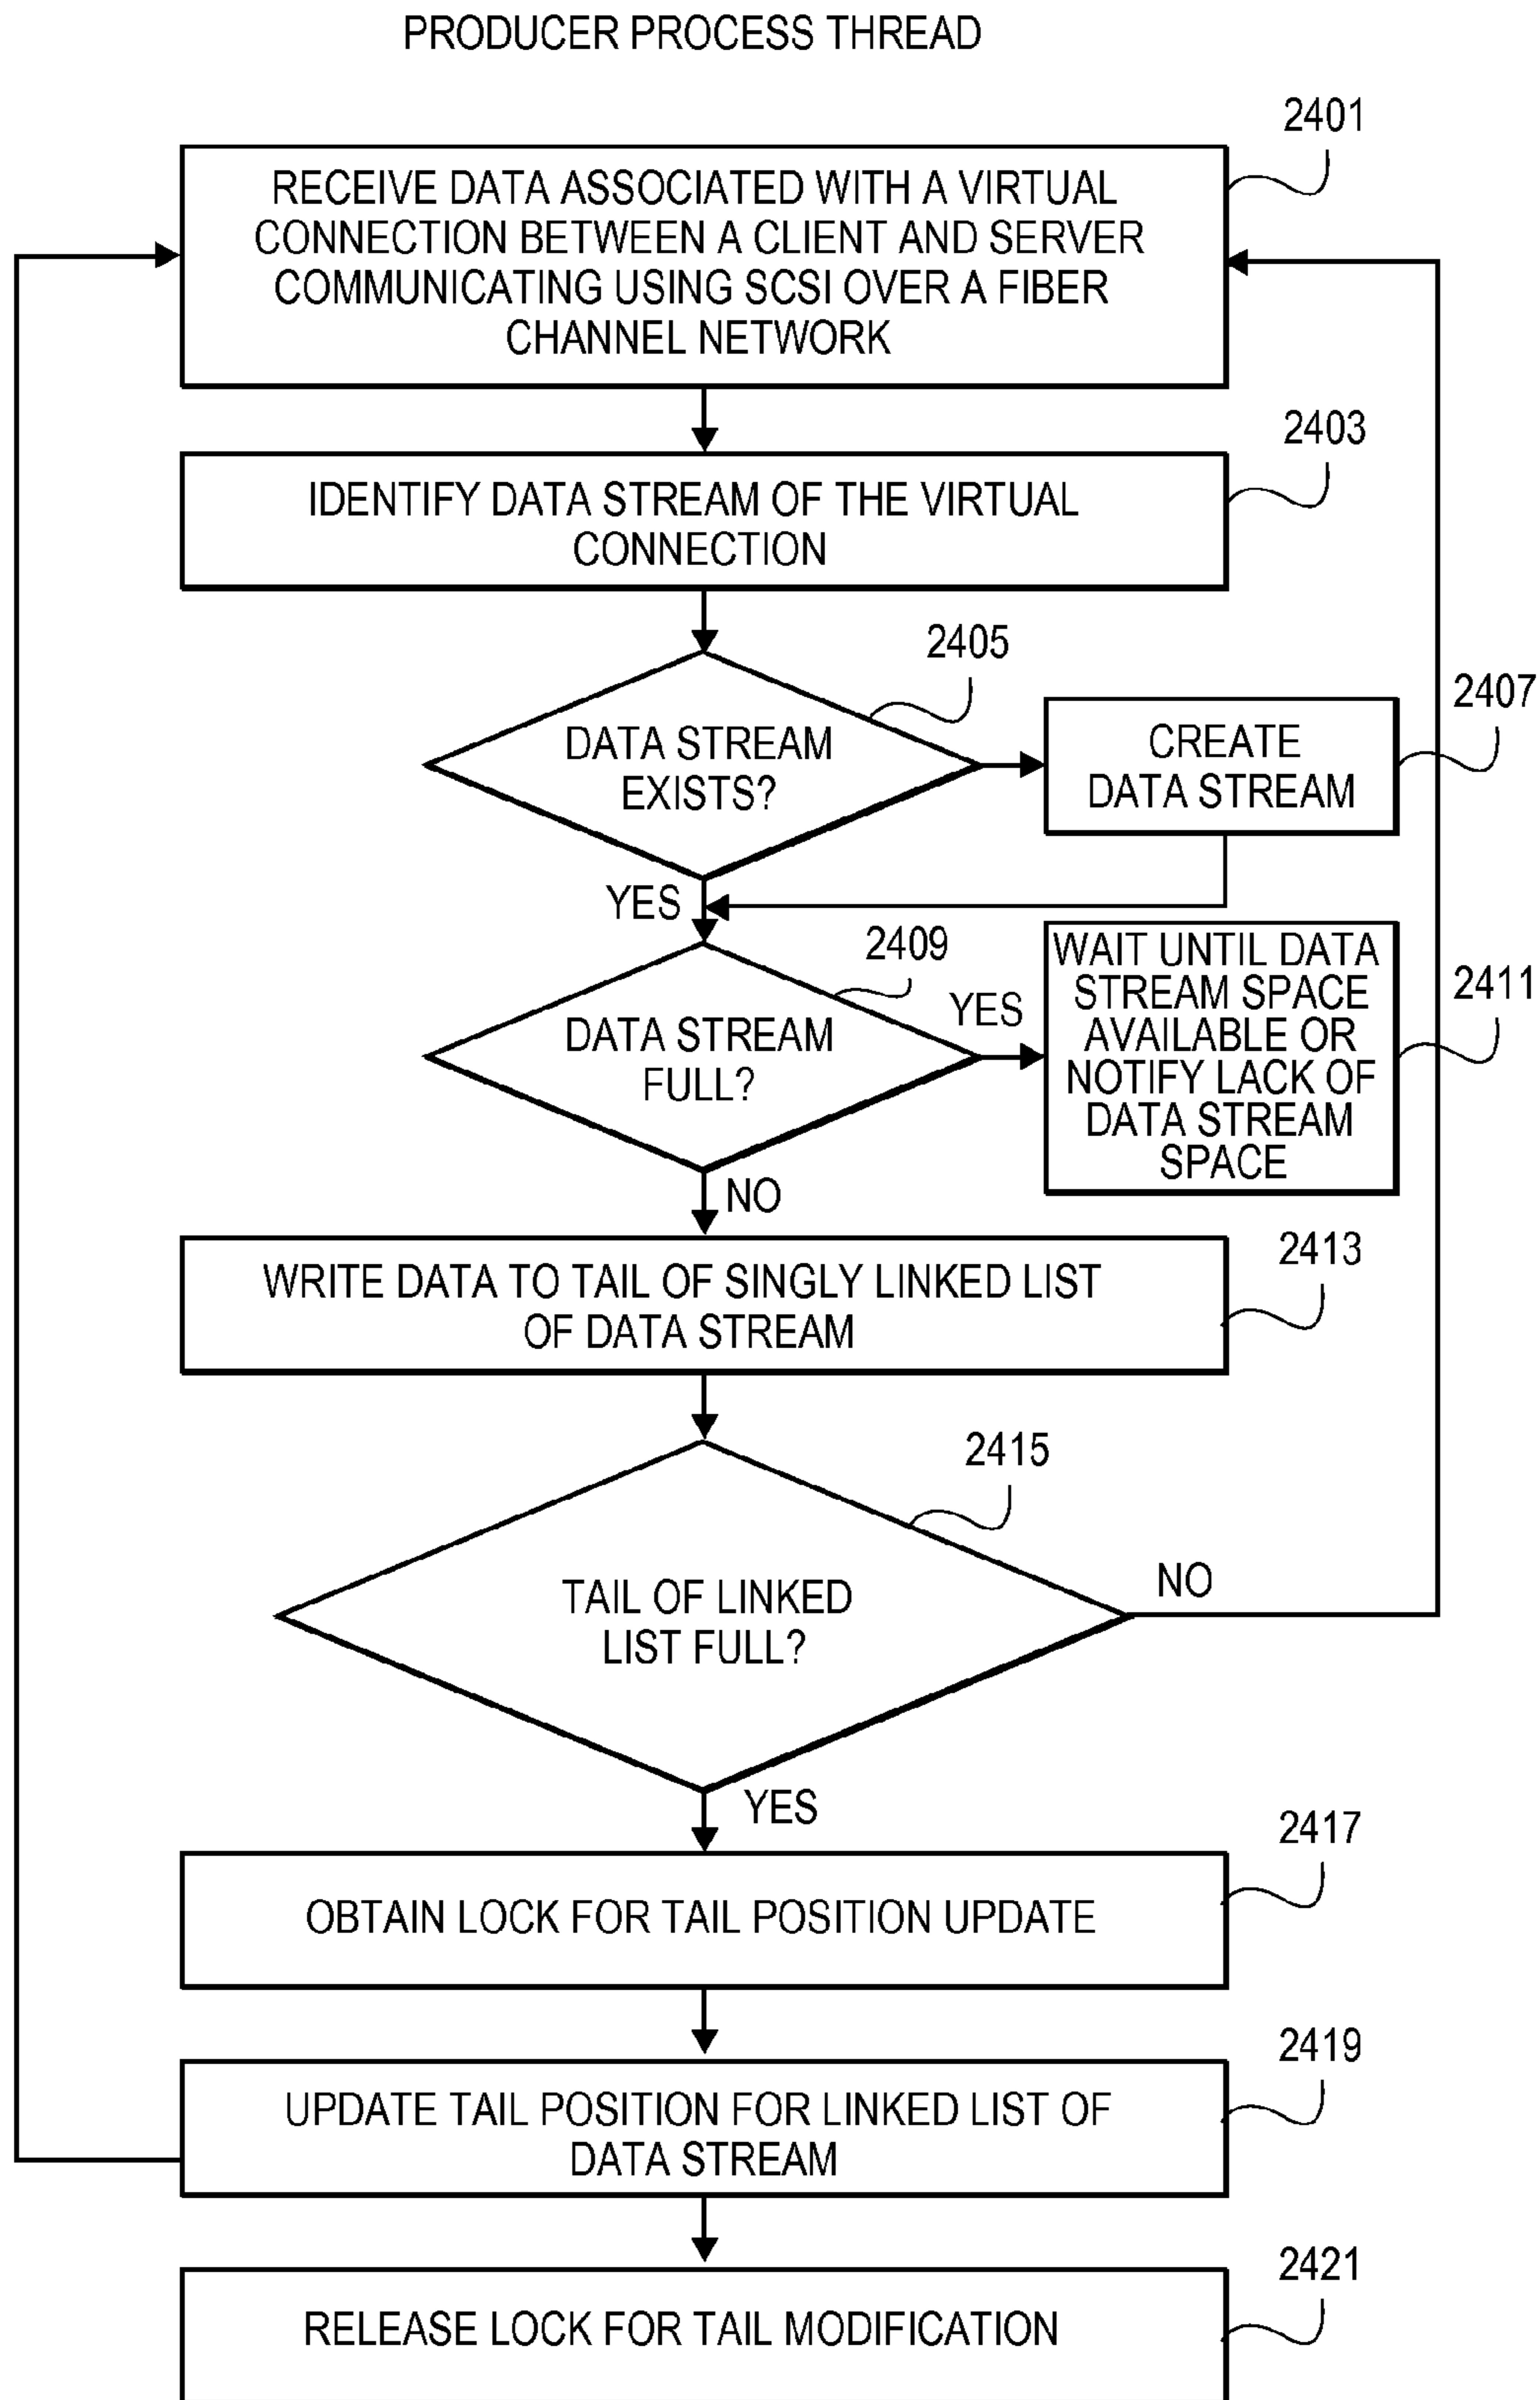 PRODUCER PROCESS THREAD
2401
RECEIVE DATA ASSOCIATED WITH A VIRTUAL
CONNECTION BETWEEN A CLIENT AND SERVER
COMMUNICATING USING SCSI OVER A FIBER
CHANNEL NETWORK
2403
IDENTIFY DATA STREAM OF THE VIRTUAL
CONNECTION
2405
DATA STREAM
EXISTS?
2407
CREATE
DATA STREAM
YES
2409
DATA STREAM
FULL?
YES
2411
WAIT UNTIL DATA
STREAM SPACE
AVAILABLE OR
NOTIFY LACK OF
DATA STREAM
SPACE
NO
2413
WRITE DATA TO TAIL OF SINGLY LINKED LIST
OF DATA STREAM
2415
TAIL OF LINKED
LIST FULL?
NO
YES
2417
OBTAIN LOCK FOR TAIL POSITION UPDATE
2419
UPDATE TAIL POSITION FOR LINKED LIST OF
DATA STREAM
2421
RELEASE LOCK FOR TAIL MODIFICATION